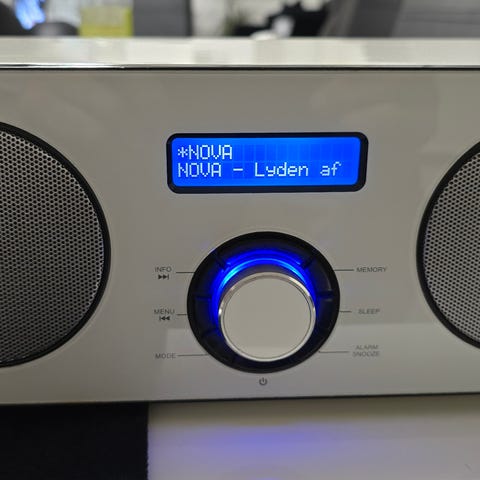 *NOVA
NOVA - Lyden af
INFO
MEMORY
MENU
SLEEP
MODE
ALARM
SNOOZE